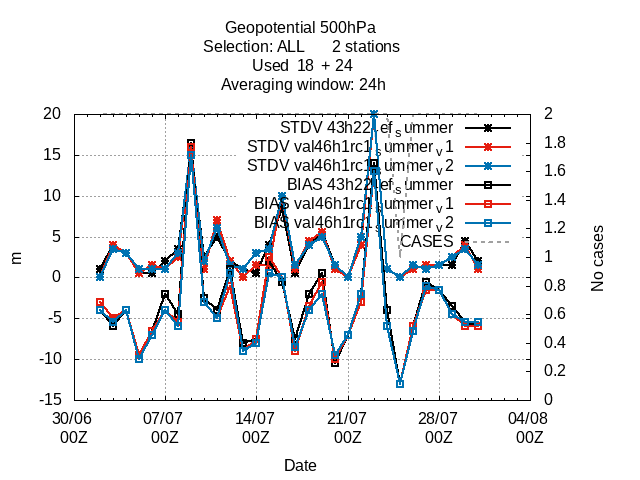 Geopotential 500hPa
Selection: ALL 2 stations
Used 18 + 24
Averaging window: 24h
STDV 43h22_ef_summer
STDV val46h1rc1_summer_v1
STDV val46h1rc1_summer_v2
BIAS 43h22_ef_summer
BIAS val46h1rc1_summer_v1
BIAS val46h1rc1_summer_v2
CASES
20
15
10
5
0
-5
-10
-15
m
2
1.8
1.6
1.4
1.2
1
0.8
0.6
0.4
0.2
0
No cases
30/06 07/07 14/07 21/07 28/07 04/08
00Z 00Z 00Z 00Z 00Z 00Z
Date